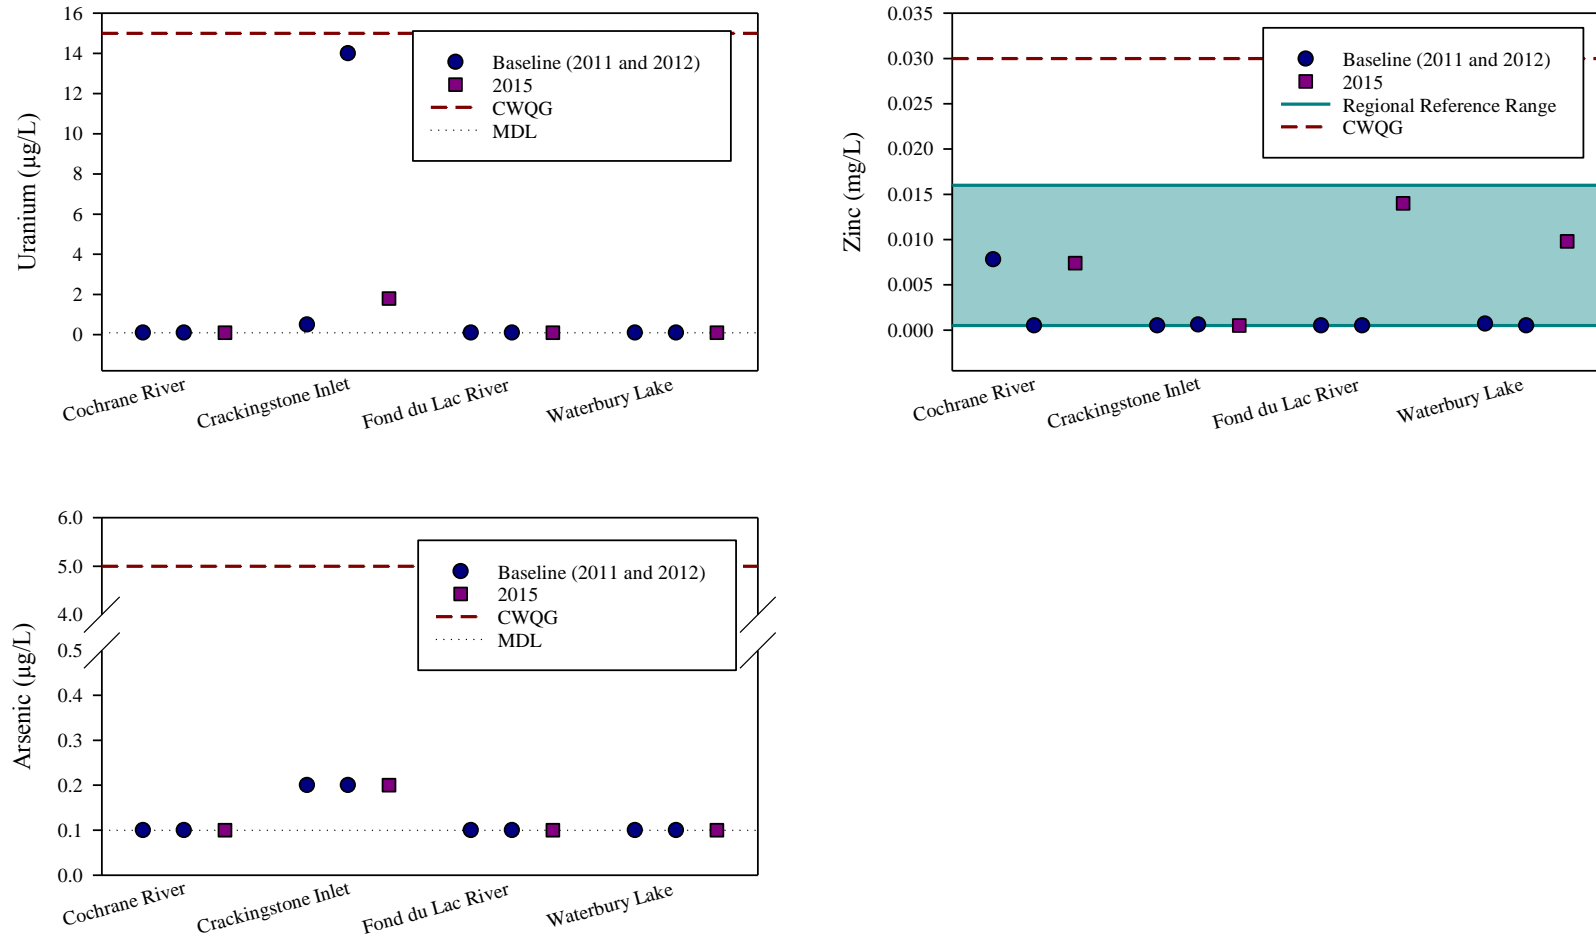 Uranium (µg/L)
16
14
12
10
8
6
4
2
0
Baseline (2011 and 2012)
2015
CWQG
MDL
Cochrane River
Crackingstone Inlet
Fond du Lac River
Waterbury Lake
Zinc (mg/L)
0.035
0.030
0.025
0.020
0.015
0.010
0.005
0.000
Baseline (2011 and 2012)
2015
Regional Reference Range
CWQG
Cochrane River
Crackingstone Inlet
Fond du Lac River
Waterbury Lake
Arsenic (µg/L)
6.0
5.0
4.0
0.5
0.4
0.3
0.2
0.1
0.0
Baseline (2011 and 2012)
2015
CWQG
MDL
Cochrane River
Crackingstone Inlet
Fond du Lac River
Waterbury Lake